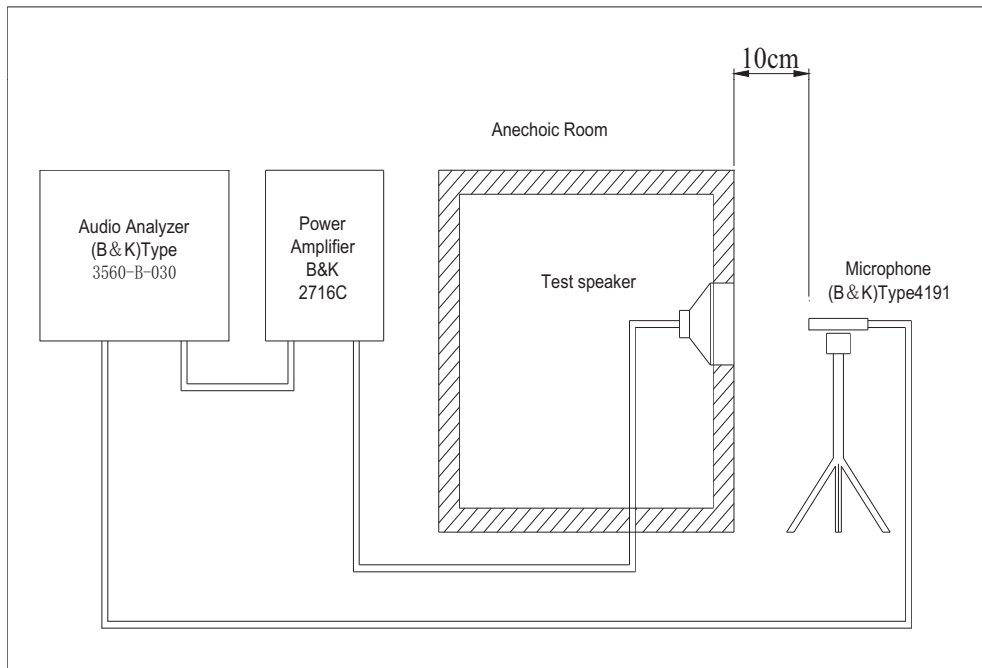 10cm
Anechoic Room
Audio Analyzer
(B&K)Type
3560-B-030
Power
Amplifier
B&K
2716C
Test speaker
Microphone
(B&K)Type4191